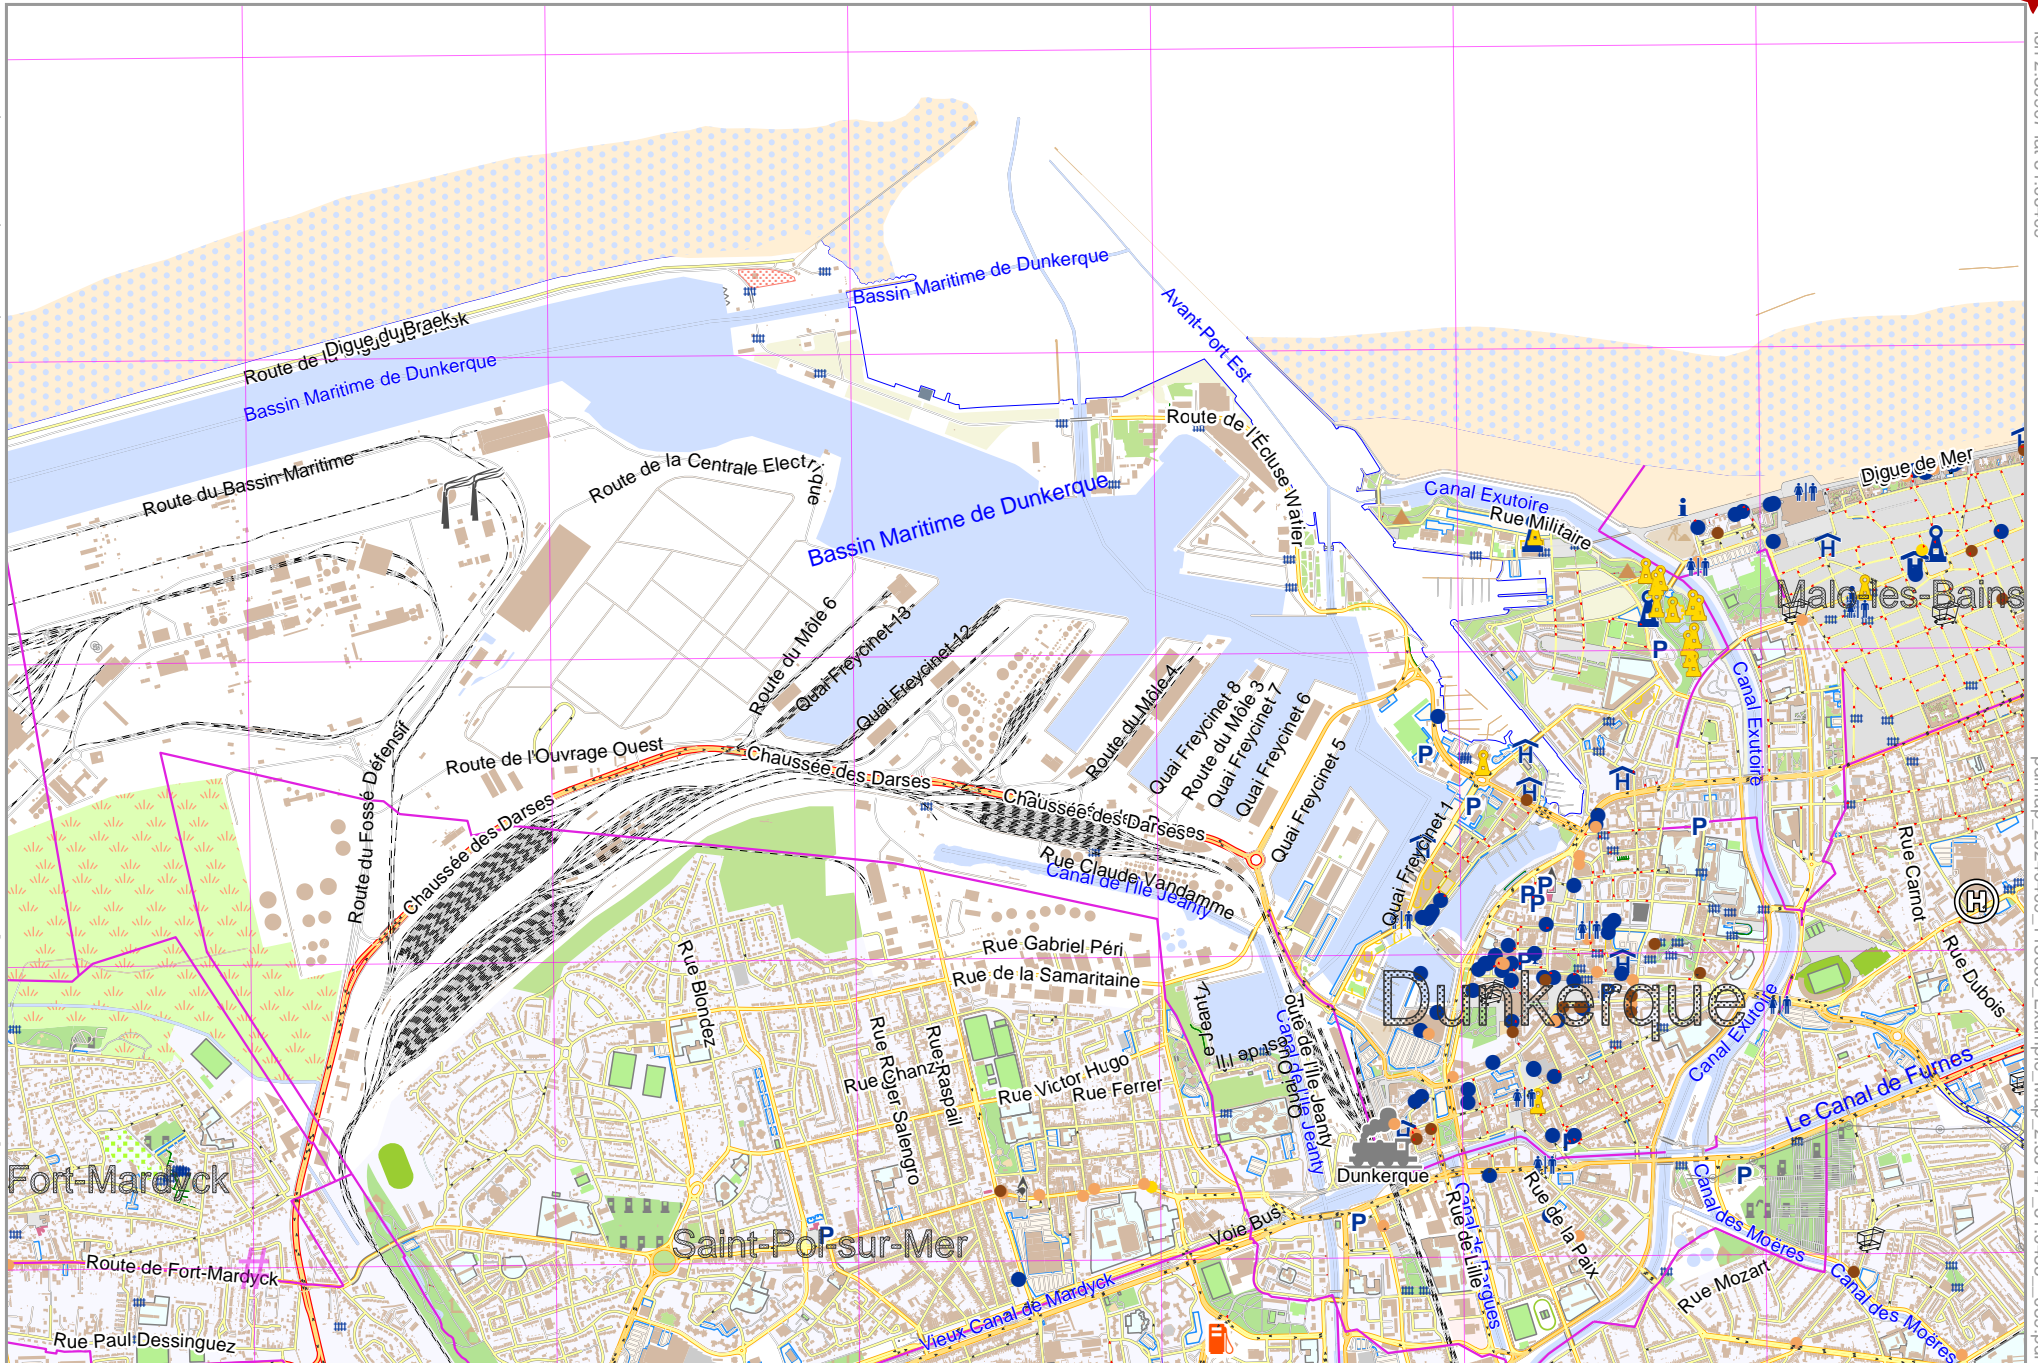 Bassin Maritime de Dunkerque
Avant-Port Est
Digue du Braek
Bassin Maritime de Dunkerque
Route de l'Écluse Watier
Route de la Centrale Electrique
Route du Bassin Maritime
Bassin Maritime de Dunkerque
Canal Exutoire
Rue Militaire
Digue de Mer
Malo-les-Bains
Route du Môle 6
Quai Freycinet 13
Quai Freycinet 12
Route du Môle 4
Quai Freycinet 8
Route du Môle 3
Quai Freycinet 7
Quai Freycinet 6
Quai Freycinet 5
Quai Freycinet 1
Canal Exutoire
Route de l'Ouvrage Ouest
Route du Fossé Défensif
Chaussée des Darses
Chaussée des Darses
Chaussée des Darses
Rue Claude Vandamme
Canal de l'Ile Jeanty
Rue Carnot
Rue Dubois
Rue Gabriel Péri
Rue de la Samaritaine
Rue Blondez
Dunkerque
Canal Exutoire
Rue Roger Salengro
Rue Raspail
Rue Chanzy
Rue Victor Hugo
Rue Ferrer
Canal de l'Ile Jeanty
Le Canal de Furnes
Fort-Mardyck
Dunkerque
Saint-Pol-sur-Mer
Voie Bus
Rue de Lille
Rue de la Paix
Canal des Moëres
Canal des Moëres
Rue Mozart
Route de Fort-Mardyck
Vieux Canal de Mardyck
Rue Paul Dessinguez
P
P
P
P
P
P
P
P
P
H
H
H
H
H
i